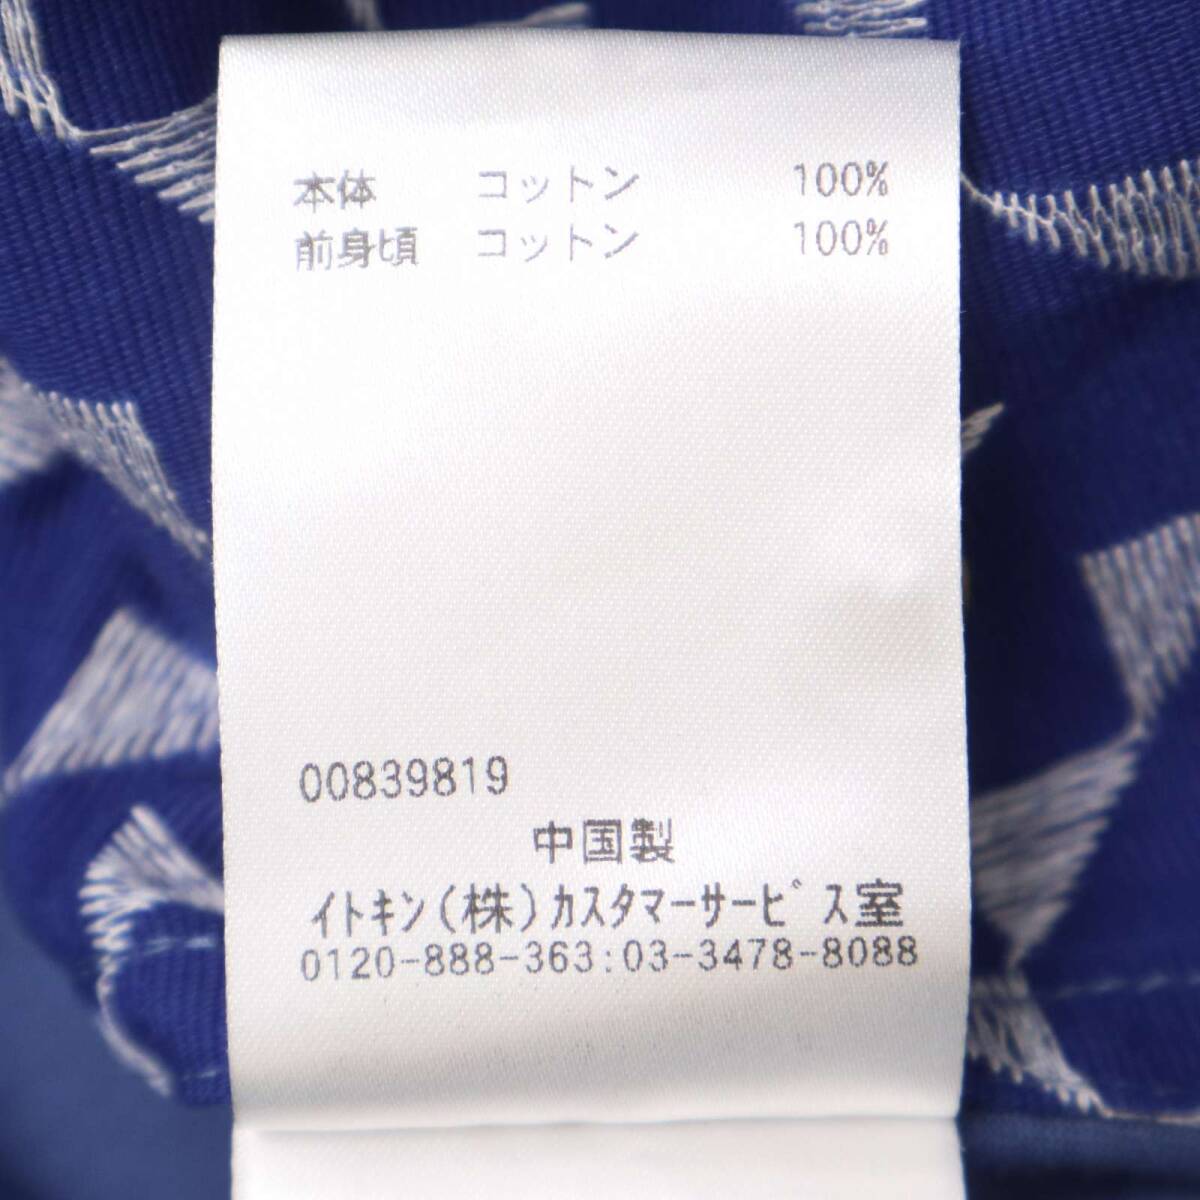 本体 コットン 100%
前身頃 コットン 100%
00839819
中国製
イトキン(株)カスタマーサービス室
0120-888-363:03-3478-8088